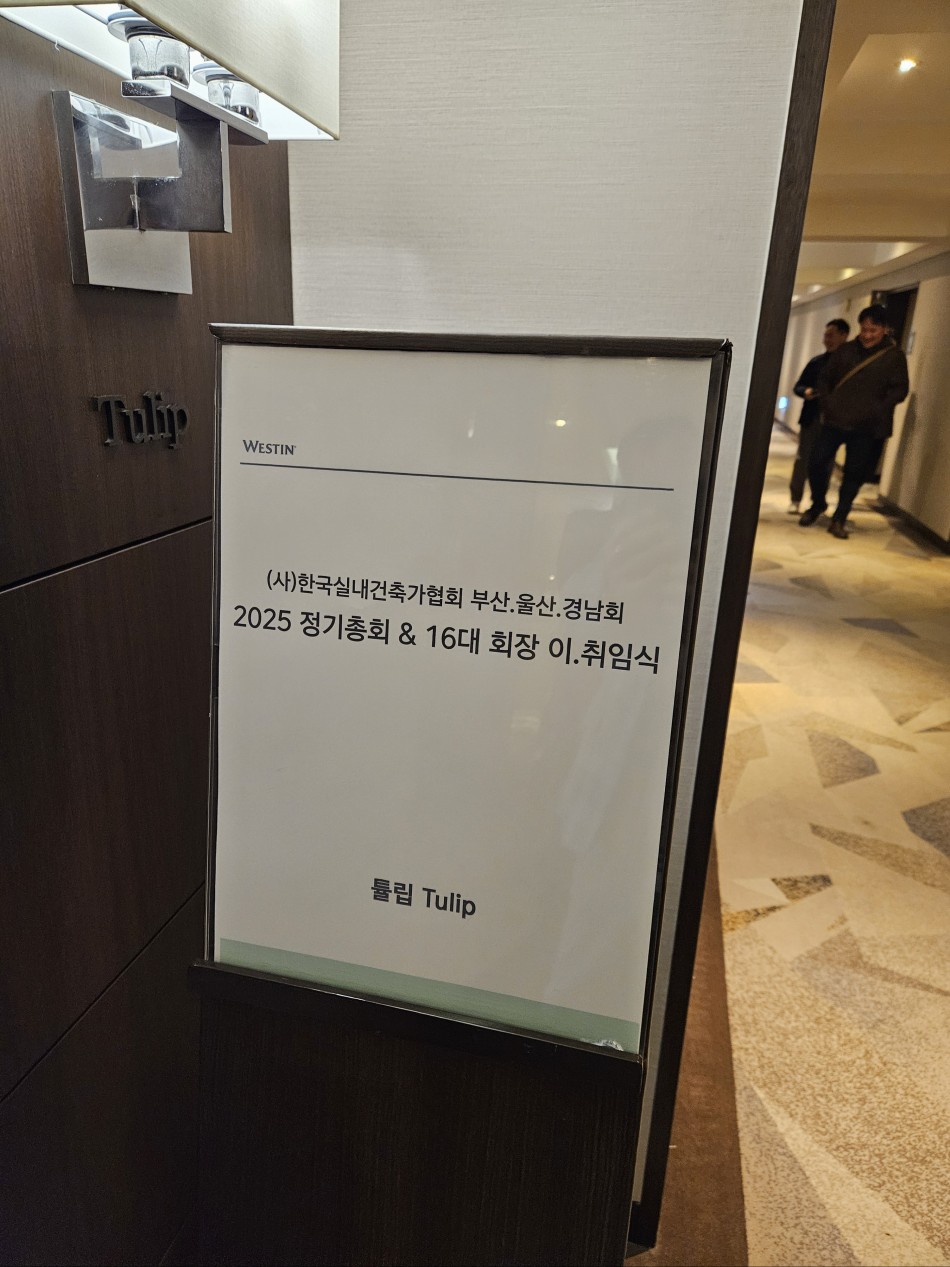 Tulip
WESTIN
(사)한국실내건축가협회 부산.울산.경남회
2025 정기총회 & 16대 회장 이.취임식
튤립 Tulip